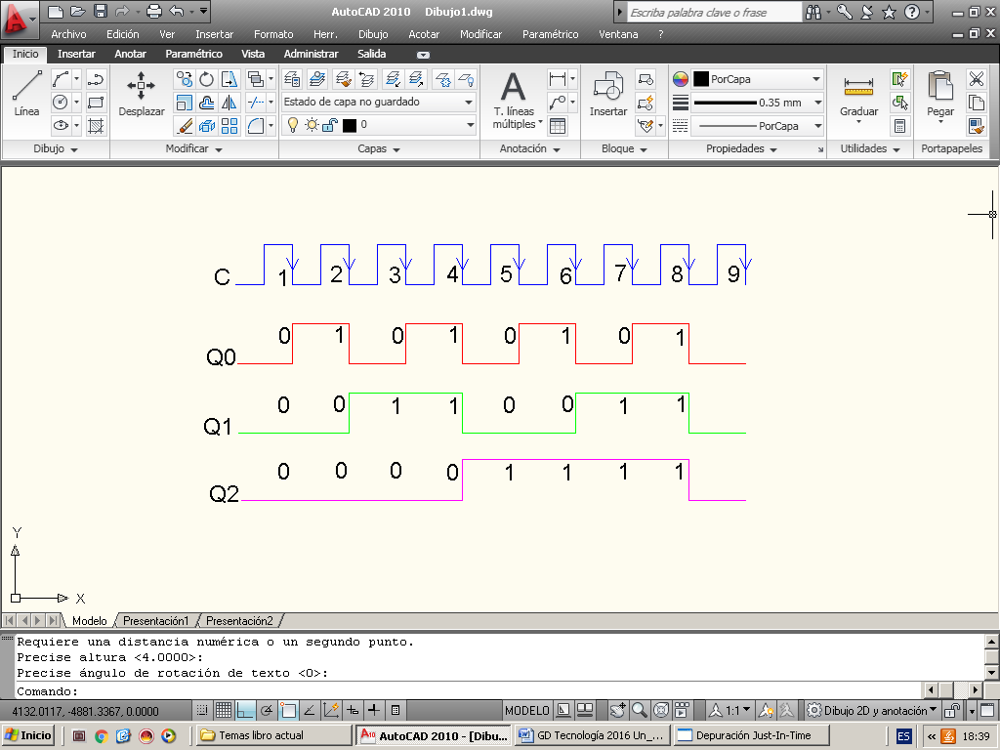 AutoCAD 2010 Dibujo1.dwg
Escriba palabra clave o frase
Archivo Edición Ver Insertar Formato Herr. Dibujo Acotar Modificar Paramétrico Ventana ?
Inicio Insertar Anotar Paramétrico Vista Administrar Salida
Línea
Desplazar
Estado de capa no guardado
0
A
T. líneas múltiples
Insertar
PorCapa
0.35 mm
PorCapa
Graduar
Pegar
Dibujo Modificar Capas Anotación Bloque Propiedades Utilidades Portapapeles
C 1 2 3 4 5 6 7 8 9
0 1 0 1 0 1 0 1
Q0
0 0 1 1 0 0 1 1
Q1
0 0 0 0 1 1 1 1
Q2
Y
X
Modelo Presentación1 Presentación2
Requiere una distancia numérica o un segundo punto.
Precise altura <4.0000>:
Precise ángulo de rotación de texto <0>:
Comando:
4132.0117, -4881.3367, 0.0000 MODELO 1:1 Dibujo 2D y anotación
Inicio Temas libro actual AutoCAD 2010 - [Dibu... GD Tecnología 2016 Un_... Depuración Just-In-Time ES « 18:39